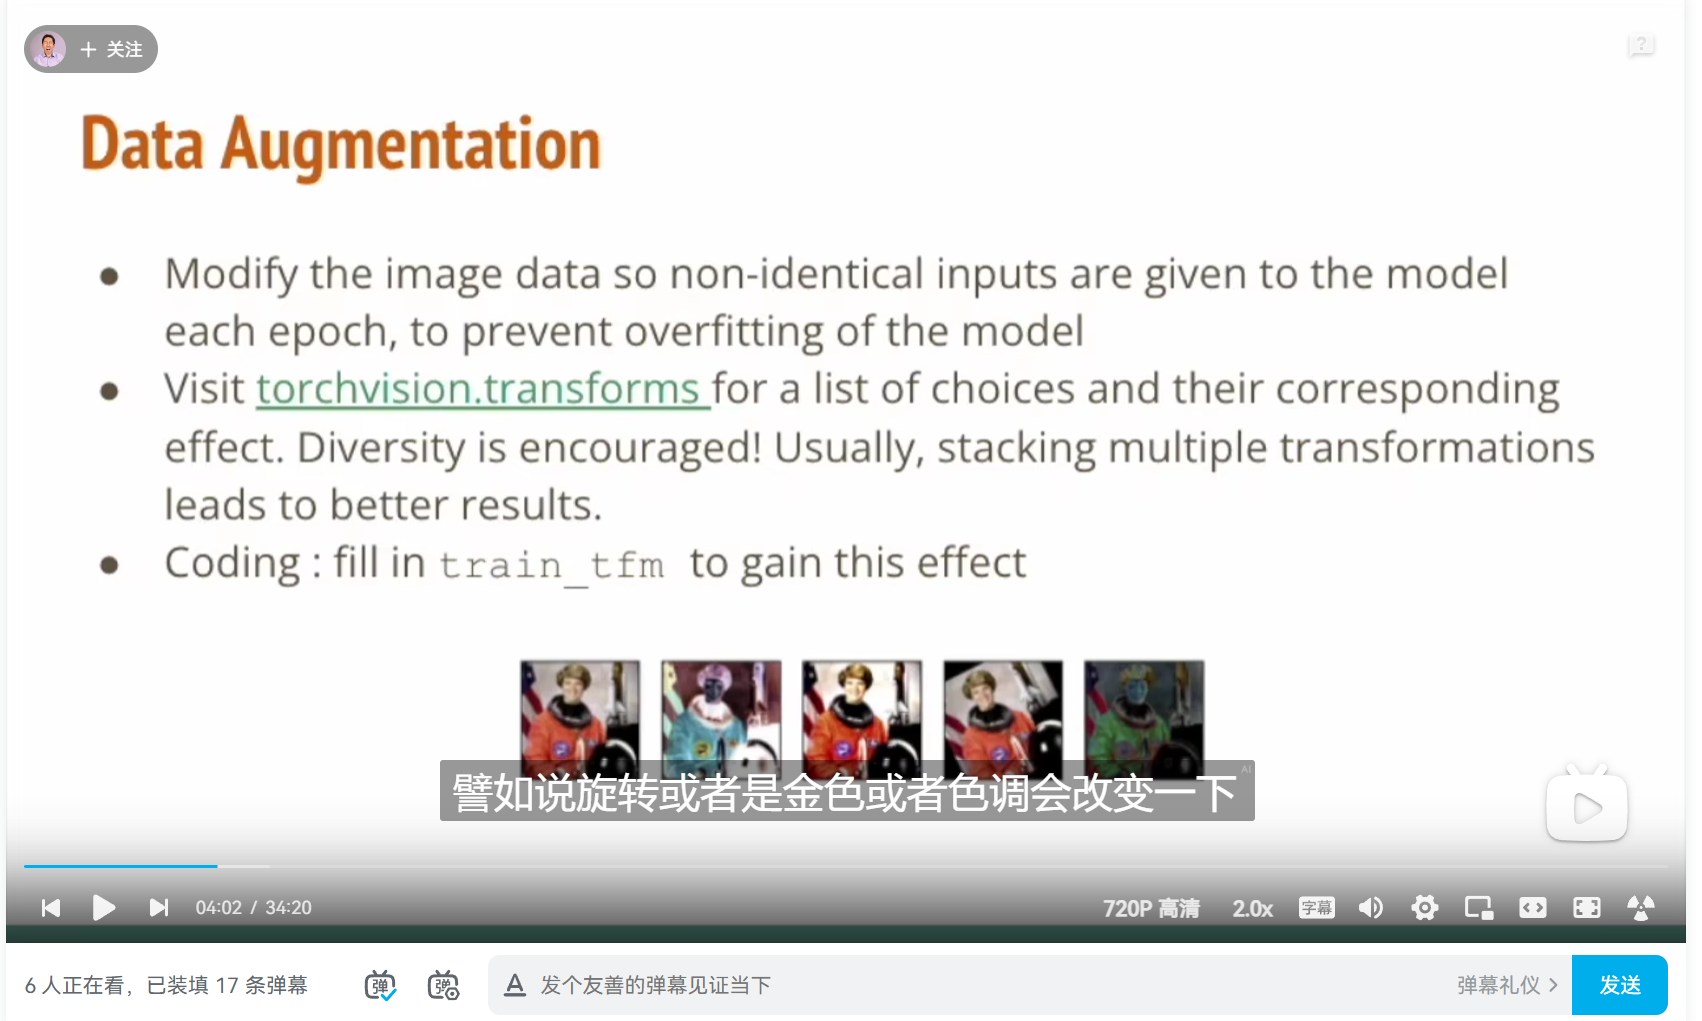 + 关注
?
Data Augmentation
● Modify the image data so non-identical inputs are given to the model
each epoch, to prevent overfitting of the model
● Visit torchvision.transforms for a list of choices and their corresponding
effect. Diversity is encouraged! Usually, stacking multiple transformations
leads to better results.
● Coding : fill in train_tfm to gain this effect
AI
譬如说旋转或者是金色或者色调会改变一下
04:02 / 34:20
720P 高清
2.0x
字幕
6 人正在看，已装填 17 条弹幕
弹
弹
A
发个友善的弹幕见证当下
弹幕礼仪 >
发送